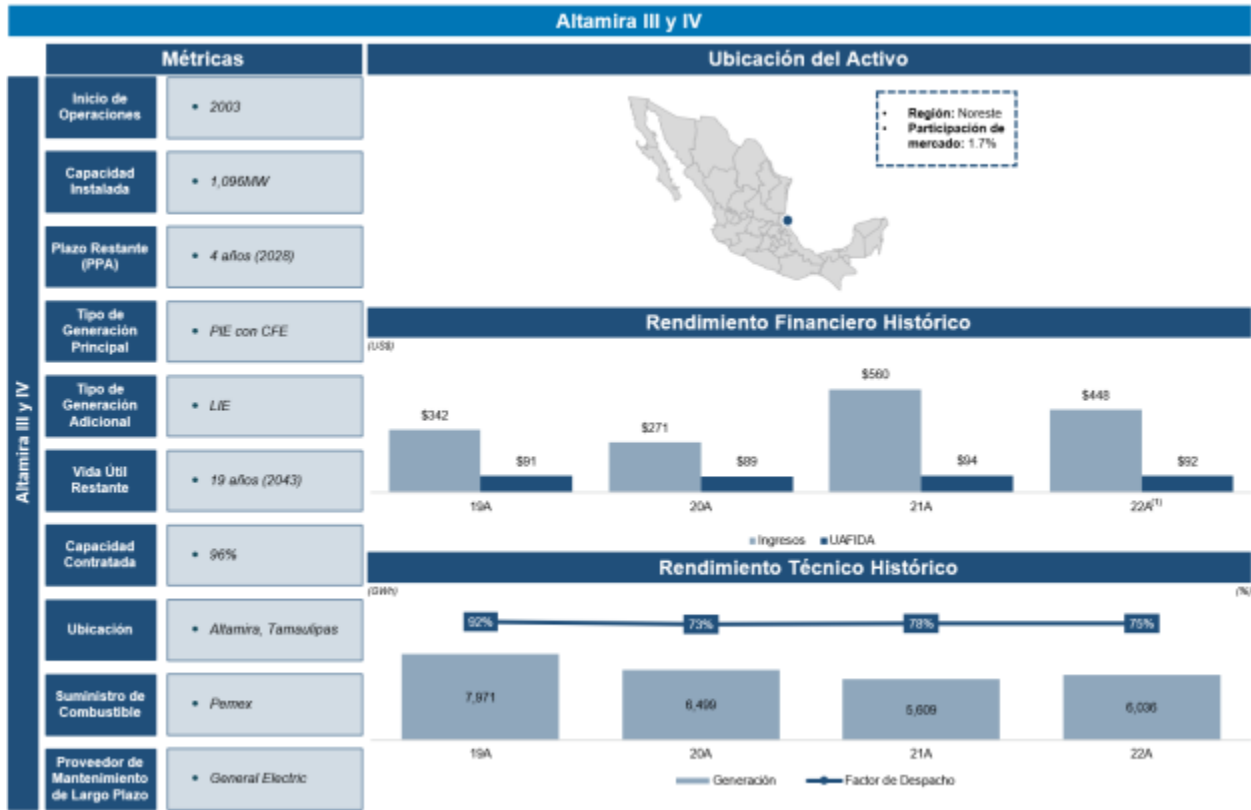 Altamira III y IV
Métricas
Altamira III y IV
Inicio de
Operaciones
• 2003
Capacidad
Instalada
• 1,096MW
Plazo Restante
(PPA)
• 4 años (2028)
Tipo de
Generación
Principal
• PIE con CFE
Tipo de
Generación
Adicional
• LIE
Vida Útil
Restante
• 19 años (2043)
Capacidad
Contratada
• 96%
Ubicación
• Altamira, Tamaulipas
Suministro de
Combustible
• Pemex
Proveedor de
Mantenimiento
de Largo Plazo
• General Electric
Ubicación del Activo
• Región: Noreste
• Participación de
mercado: 1.7%
Rendimiento Financiero Histórico
(US$)
$342
$91
$271
$89
$560
$94
$448
$92
19A
20A
21A
22A(1)
Ingresos
UAFIDA
Rendimiento Técnico Histórico
(GWh)
(%)
92%
73%
78%
75%
7,971
6,499
5,609
6,036
19A
20A
21A
22A
Generación
Factor de Despacho